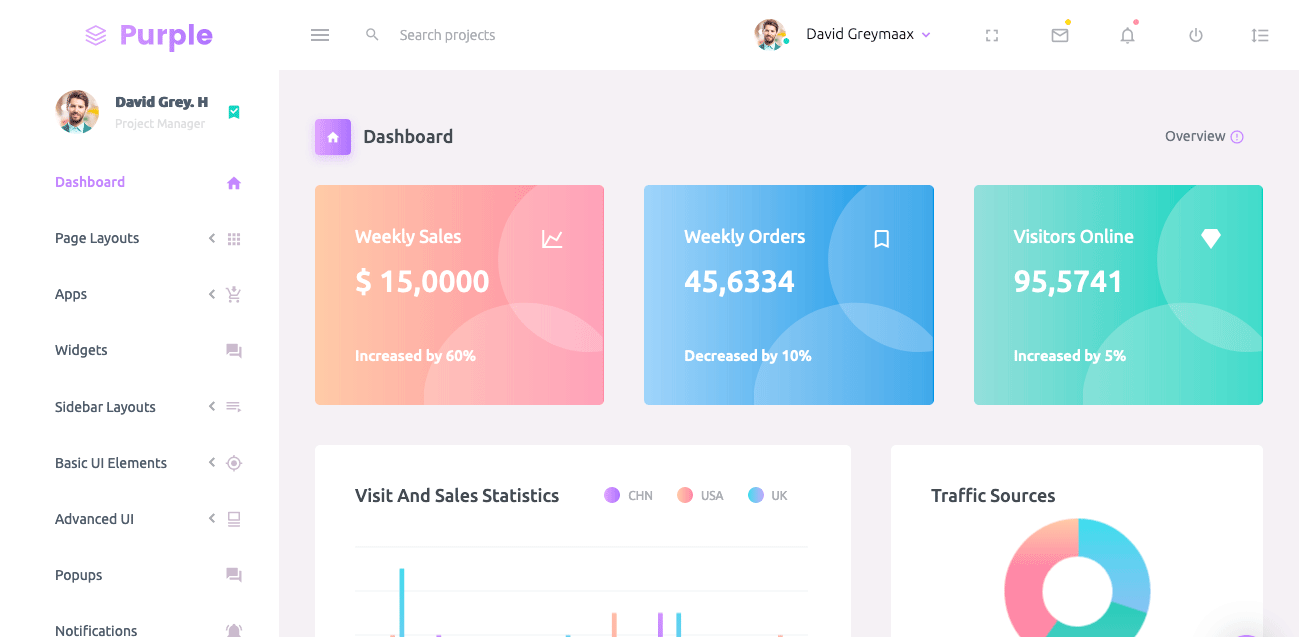 Purple
Search projects
David Greymaax
David Grey. H
Project Manager
Dashboard
Page Layouts
Apps
Widgets
Sidebar Layouts
Basic UI Elements
Advanced UI
Popups
Notifications
Dashboard
Overview
Weekly Sales
$ 15,0000
Increased by 60%
Weekly Orders
45,6334
Decreased by 10%
Visitors Online
95,5741
Increased by 5%
Visit And Sales Statistics
CHN USA UK
Traffic Sources